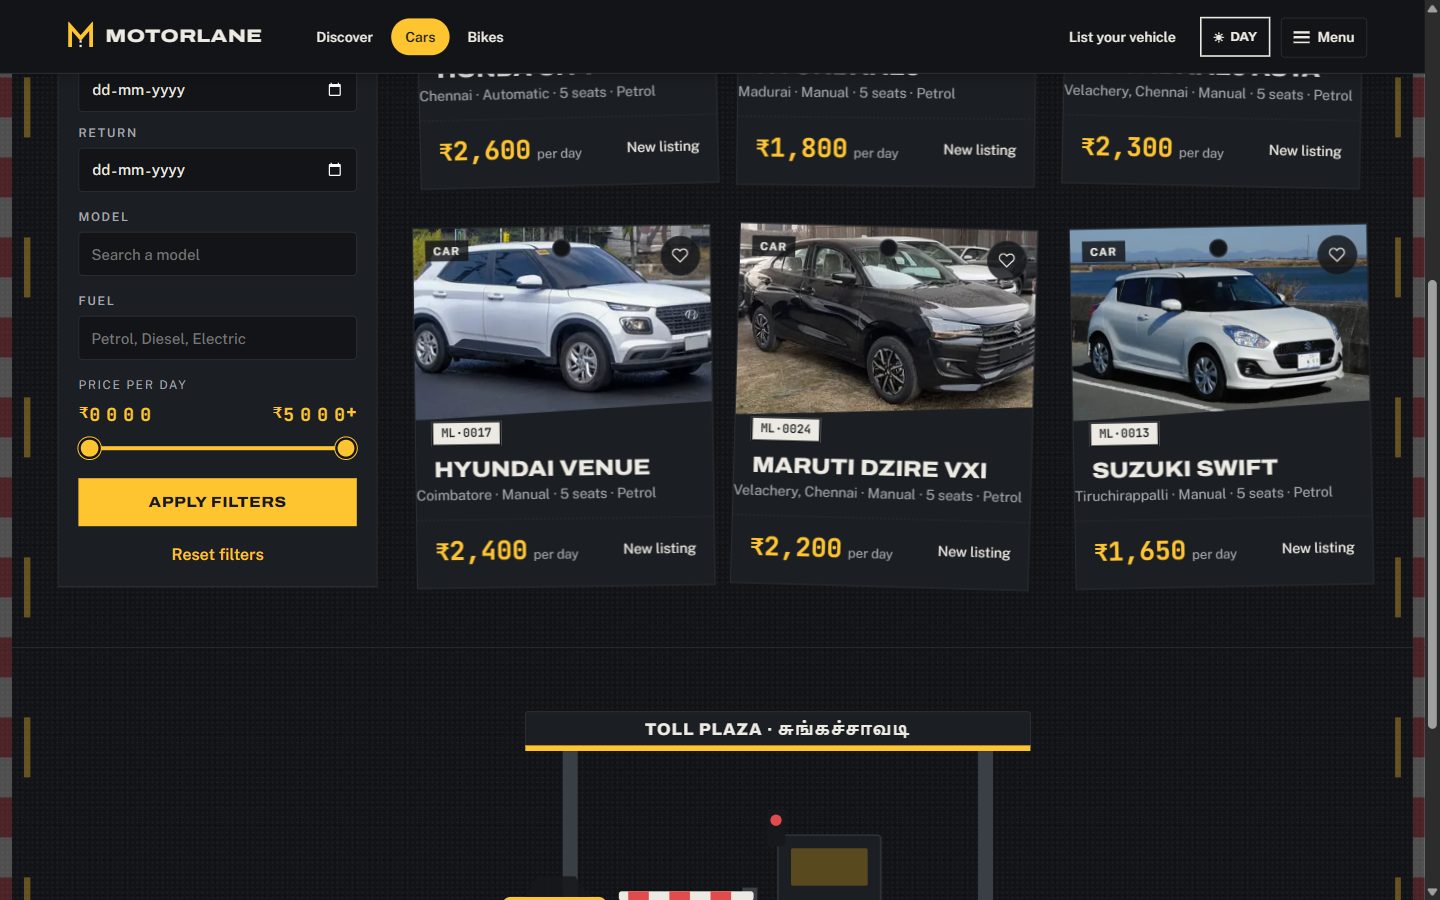 MOTORLANE
Discover
Cars
Bikes
List your vehicle
☀ DAY
Menu
dd-mm-yyyy
RETURN
dd-mm-yyyy
MODEL
Search a model
FUEL
Petrol, Diesel, Electric
PRICE PER DAY
₹0000
₹5000+
APPLY FILTERS
Reset filters
Chennai · Automatic · 5 seats · Petrol
₹2,600 per day
New listing
Madurai · Manual · 5 seats · Petrol
₹1,800 per day
New listing
Velachery, Chennai · Manual · 5 seats · Petrol
₹2,300 per day
New listing
CAR
ML·0017
HYUNDAI VENUE
Coimbatore · Manual · 5 seats · Petrol
₹2,400 per day
New listing
CAR
ML·0024
MARUTI DZIRE VXI
Velachery, Chennai · Manual · 5 seats · Petrol
₹2,200 per day
New listing
CAR
ML·0013
SUZUKI SWIFT
Tiruchirappalli · Manual · 5 seats · Petrol
₹1,650 per day
New listing
TOLL PLAZA · சுங்கச்சாவடி